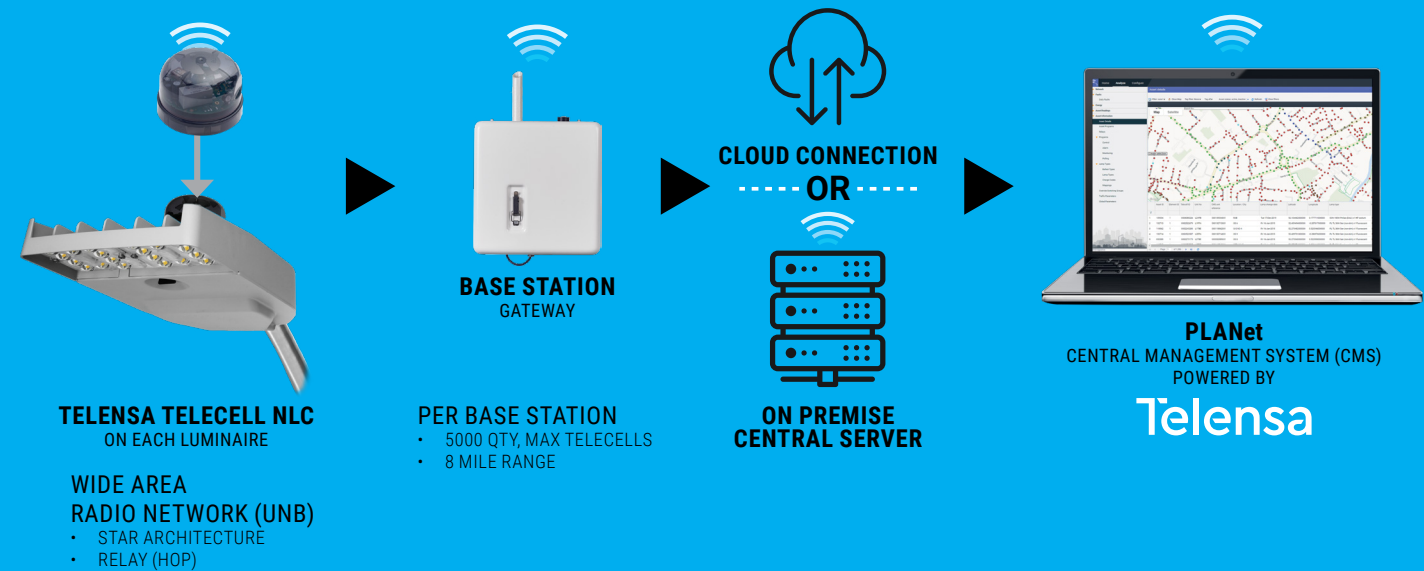 TELENSA TELECELL NLC
ON EACH LUMINAIRE
WIDE AREA
RADIO NETWORK (UNB)
• STAR ARCHITECTURE
• RELAY (HOP)
BASE STATION
GATEWAY
PER BASE STATION
• 5000 QTY, MAX TELECELLS
• 8 MILE RANGE
CLOUD CONNECTION
OR
ON PREMISE
CENTRAL SERVER
PLANet
CENTRAL MANAGEMENT SYSTEM (CMS)
POWERED BY
Telensa